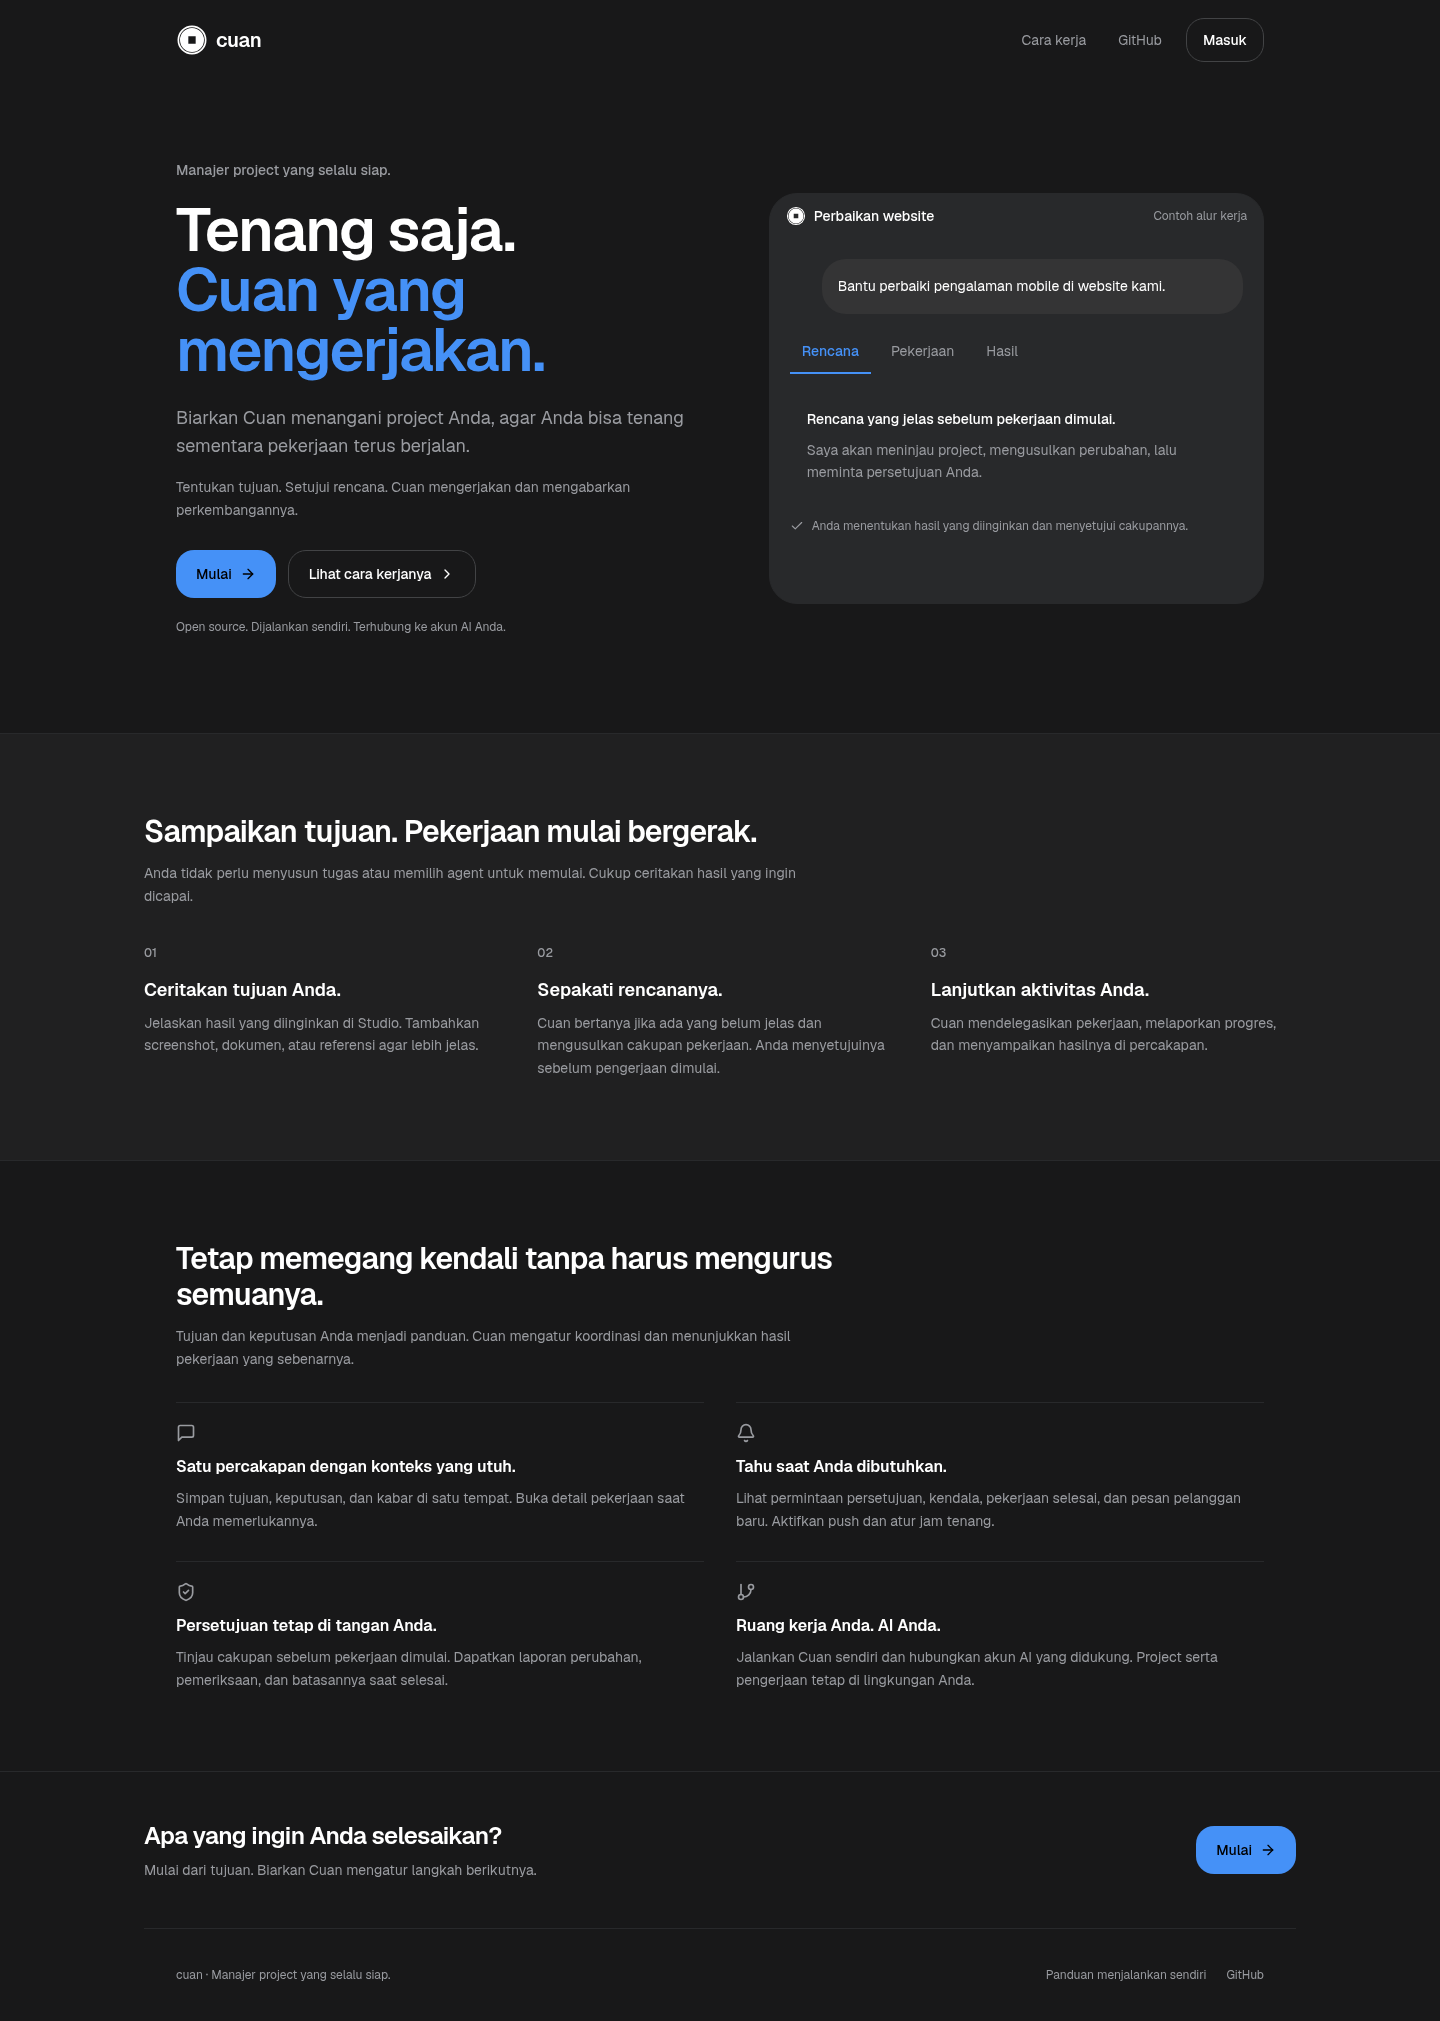 cuan
Cara kerja
GitHub
Masuk
Manajer project yang selalu siap.
Tenang saja.
Cuan yang
mengerjakan.
Biarkan Cuan menangani project Anda, agar Anda bisa tenang
sementara pekerjaan terus berjalan.
Tentukan tujuan. Setujui rencana. Cuan mengerjakan dan mengabarkan
perkembangannya.
Mulai
Lihat cara kerjanya
Open source. Dijalankan sendiri. Terhubung ke akun AI Anda.
Perbaikan website
Contoh alur kerja
Bantu perbaiki pengalaman mobile di website kami.
Rencana
Pekerjaan
Hasil
Rencana yang jelas sebelum pekerjaan dimulai.
Saya akan meninjau project, mengusulkan perubahan, lalu
meminta persetujuan Anda.
Anda menentukan hasil yang diinginkan dan menyetujui cakupannya.
Sampaikan tujuan. Pekerjaan mulai bergerak.
Anda tidak perlu menyusun tugas atau memilih agent untuk memulai. Cukup ceritakan hasil yang ingin
dicapai.
01
Ceritakan tujuan Anda.
Jelaskan hasil yang diinginkan di Studio. Tambahkan
screenshot, dokumen, atau referensi agar lebih jelas.
02
Sepakati rencananya.
Cuan bertanya jika ada yang belum jelas dan
mengusulkan cakupan pekerjaan. Anda menyetujuinya
sebelum pengerjaan dimulai.
03
Lanjutkan aktivitas Anda.
Cuan mendelegasikan pekerjaan, melaporkan progres,
dan menyampaikan hasilnya di percakapan.
Tetap memegang kendali tanpa harus mengurus
semuanya.
Tujuan dan keputusan Anda menjadi panduan. Cuan mengatur koordinasi dan menunjukkan hasil
pekerjaan yang sebenarnya.
Satu percakapan dengan konteks yang utuh.
Simpan tujuan, keputusan, dan kabar di satu tempat. Buka detail pekerjaan saat
Anda memerlukannya.
Tahu saat Anda dibutuhkan.
Lihat permintaan persetujuan, kendala, pekerjaan selesai, dan pesan pelanggan
baru. Aktifkan push dan atur jam tenang.
Persetujuan tetap di tangan Anda.
Tinjau cakupan sebelum pekerjaan dimulai. Dapatkan laporan perubahan,
pemeriksaan, dan batasannya saat selesai.
Ruang kerja Anda. AI Anda.
Jalankan Cuan sendiri dan hubungkan akun AI yang didukung. Project serta
pengerjaan tetap di lingkungan Anda.
Apa yang ingin Anda selesaikan?
Mulai dari tujuan. Biarkan Cuan mengatur langkah berikutnya.
Mulai
cuan · Manajer project yang selalu siap.
Panduan menjalankan sendiri
GitHub